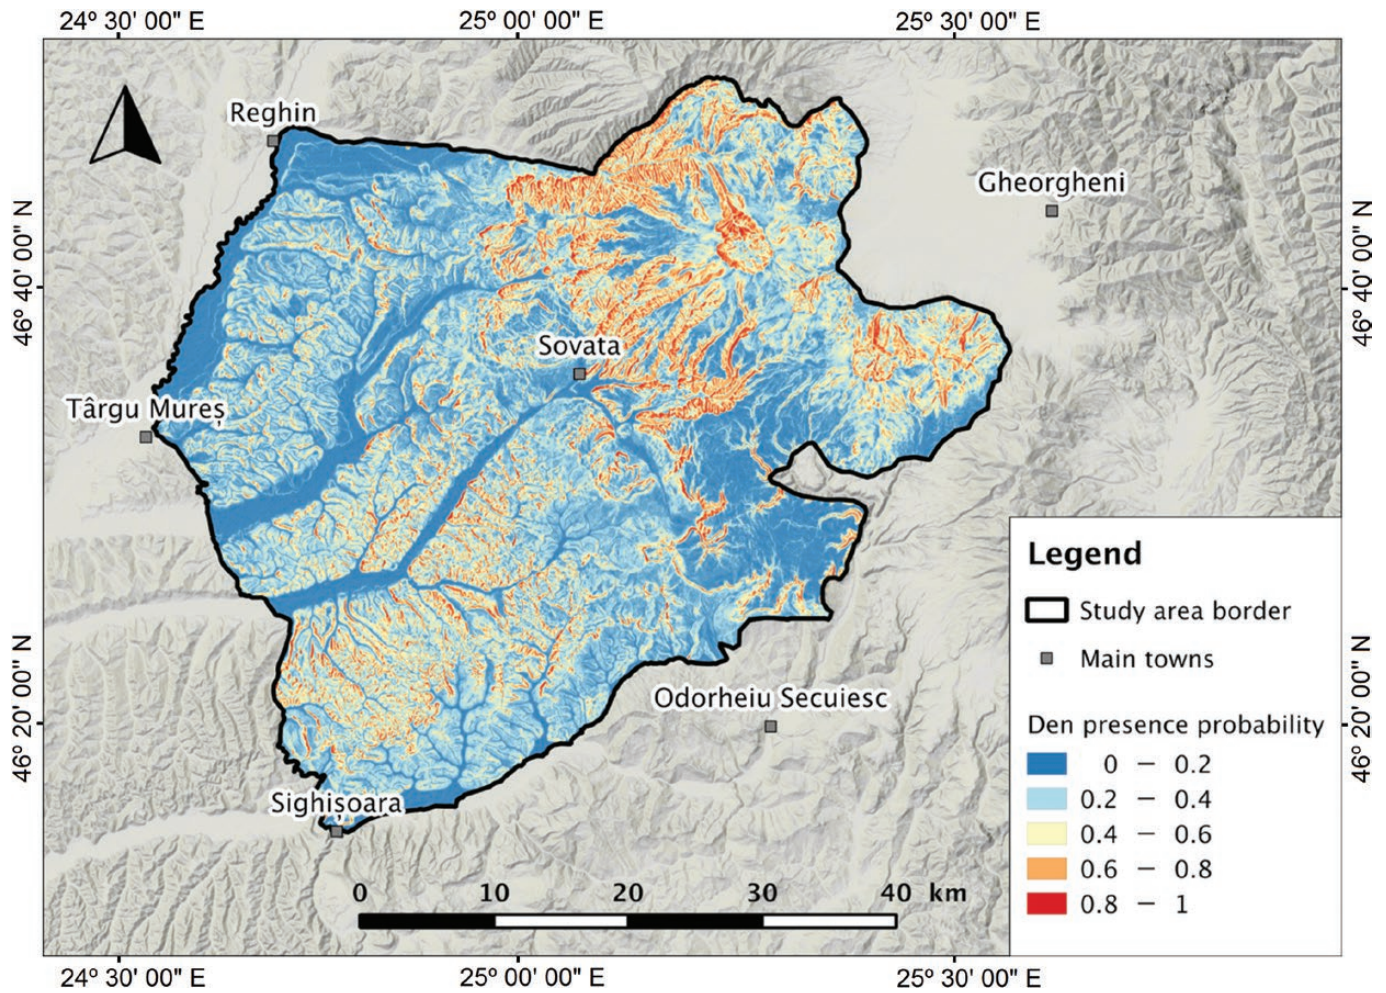 24º 30' 00" E
25º 00' 00" E
25º 30' 00" E
Reghin
Gheorgheni
46º 40' 00" N
46º 40' 00" N
Sovata
Târgu Mureș
Legend
Study area border
Main towns
Odorheiu Secuiesc
46º 20' 00" N
46º 20' 00" N
Den presence probability
0 – 0.2
0.2 – 0.4
0.4 – 0.6
0.6 – 0.8
0.8 – 1
Sighișoara
0 10 20 30 40 km
24º 30' 00" E
25º 00' 00" E
25º 30' 00" E